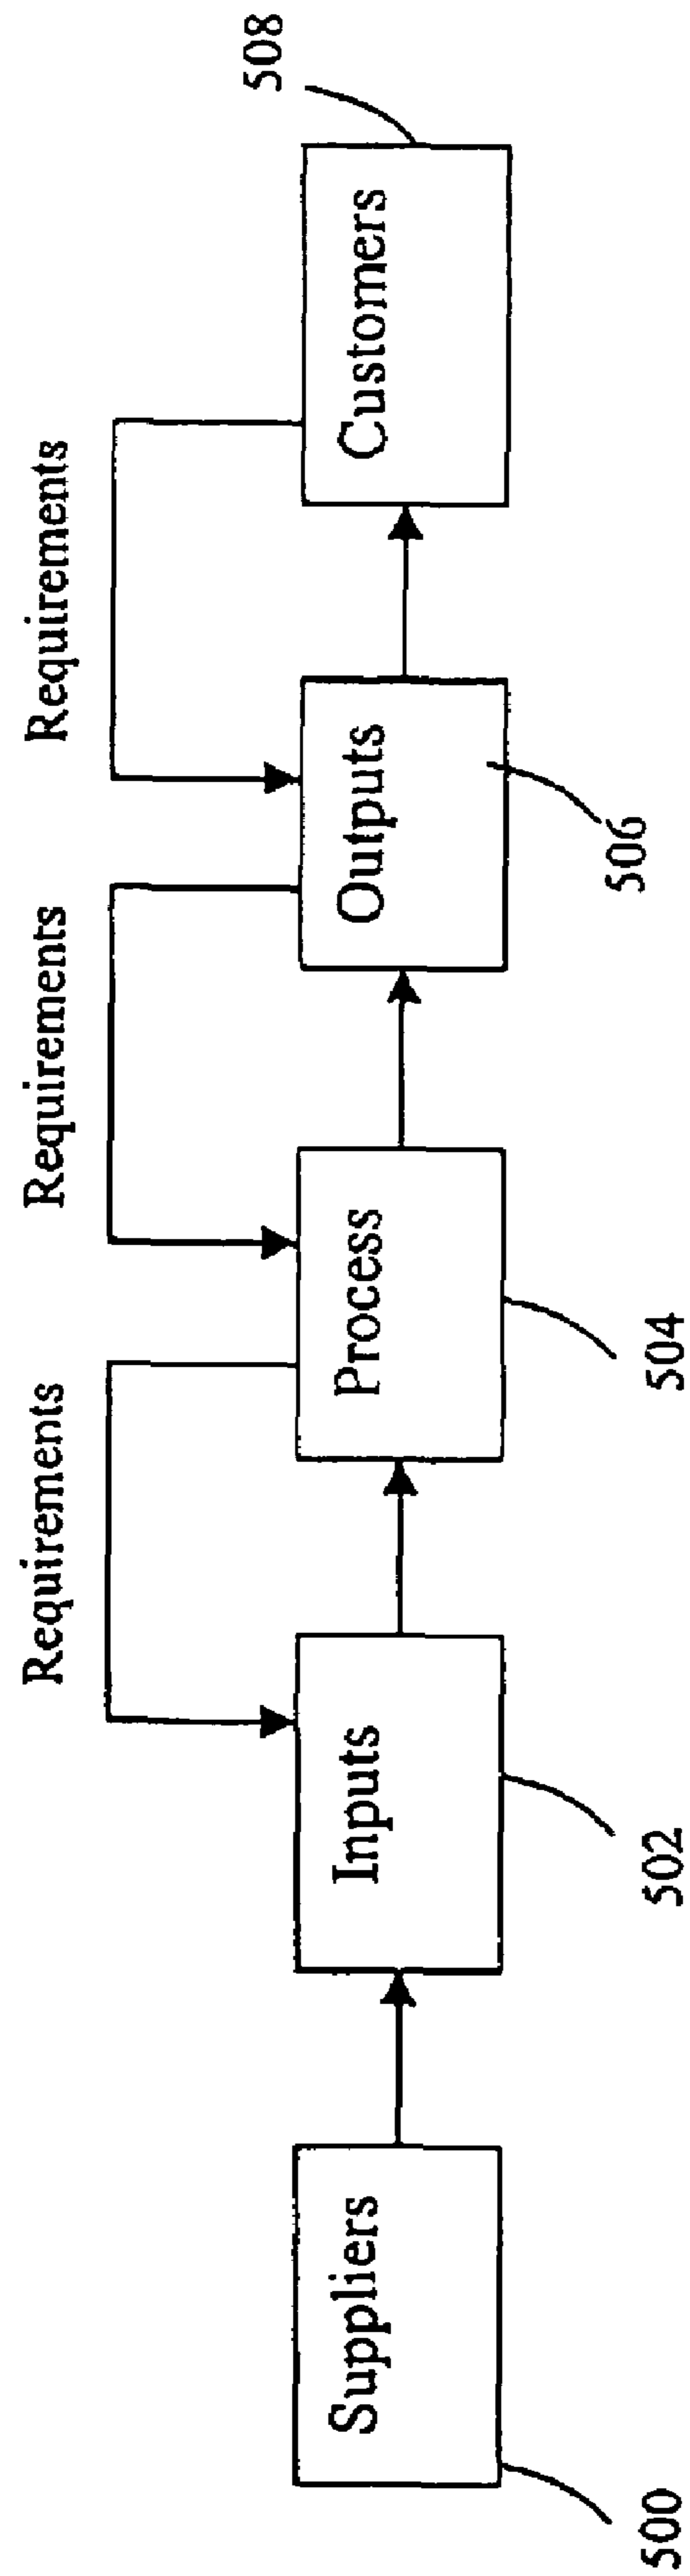 Requirements
Requirements
Requirements
Suppliers
Inputs
Process
Outputs
Customers
500
502
504
506
508